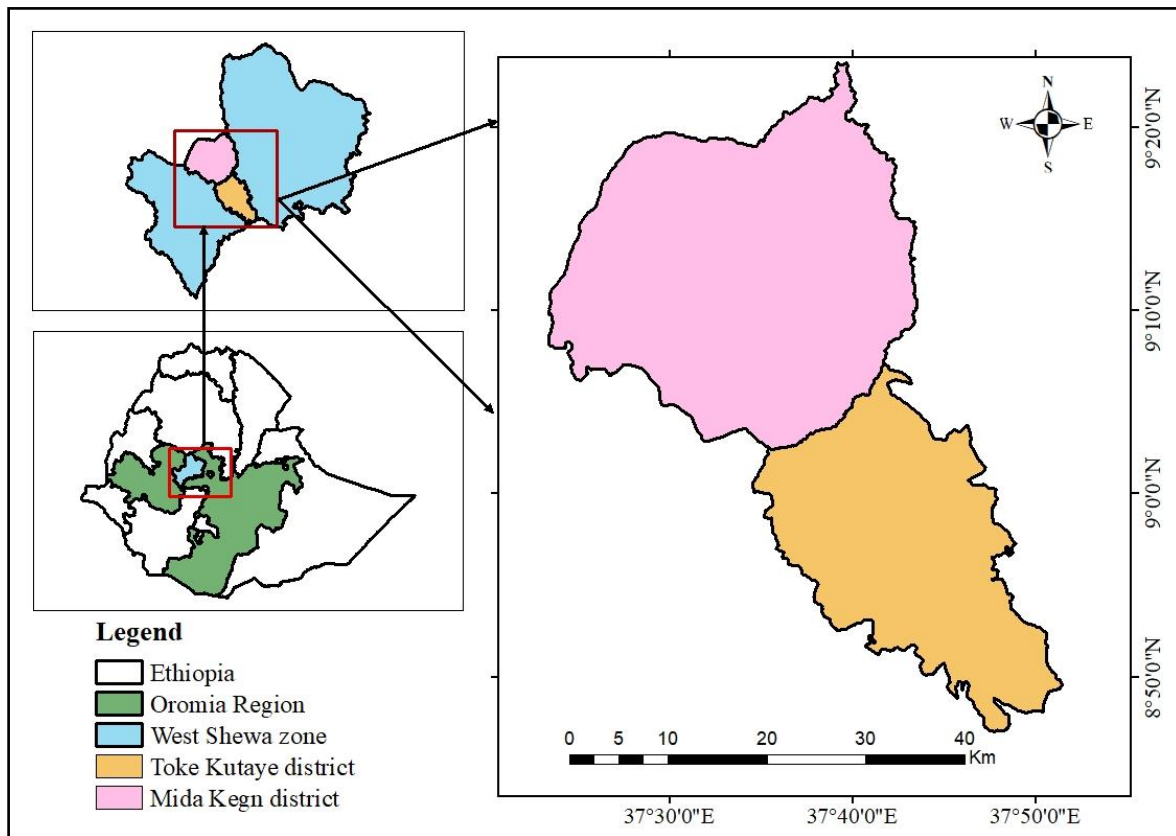 N
W E
S
9°20'0"N
9°10'0"N
9°0'0"N
8°50'0"N
Legend
Ethiopia
Oromia Region
West Shewa zone
Toke Kutaye district
Mida Kegn district
0 5 10 20 30 40
Km
37°30'0"E 37°40'0"E 37°50'0"E